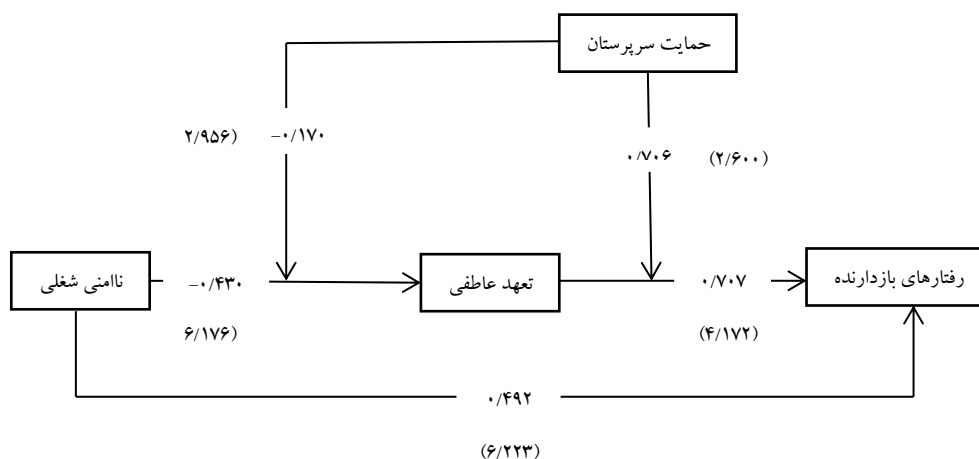 حمایت سرپرستان
۲/۹۵۶) −۰/۱۷۰
۰/۷۰۶ (۲/۶۰۰)
ناامنی شغلی
−۰/۴۳۰
۶/۱۷۶)
تعهد عاطفی
۰/۷۰۷
(۴/۱۷۲)
رفتارهای بازدارنده
۰/۴۹۲
(۶/۲۲۳)